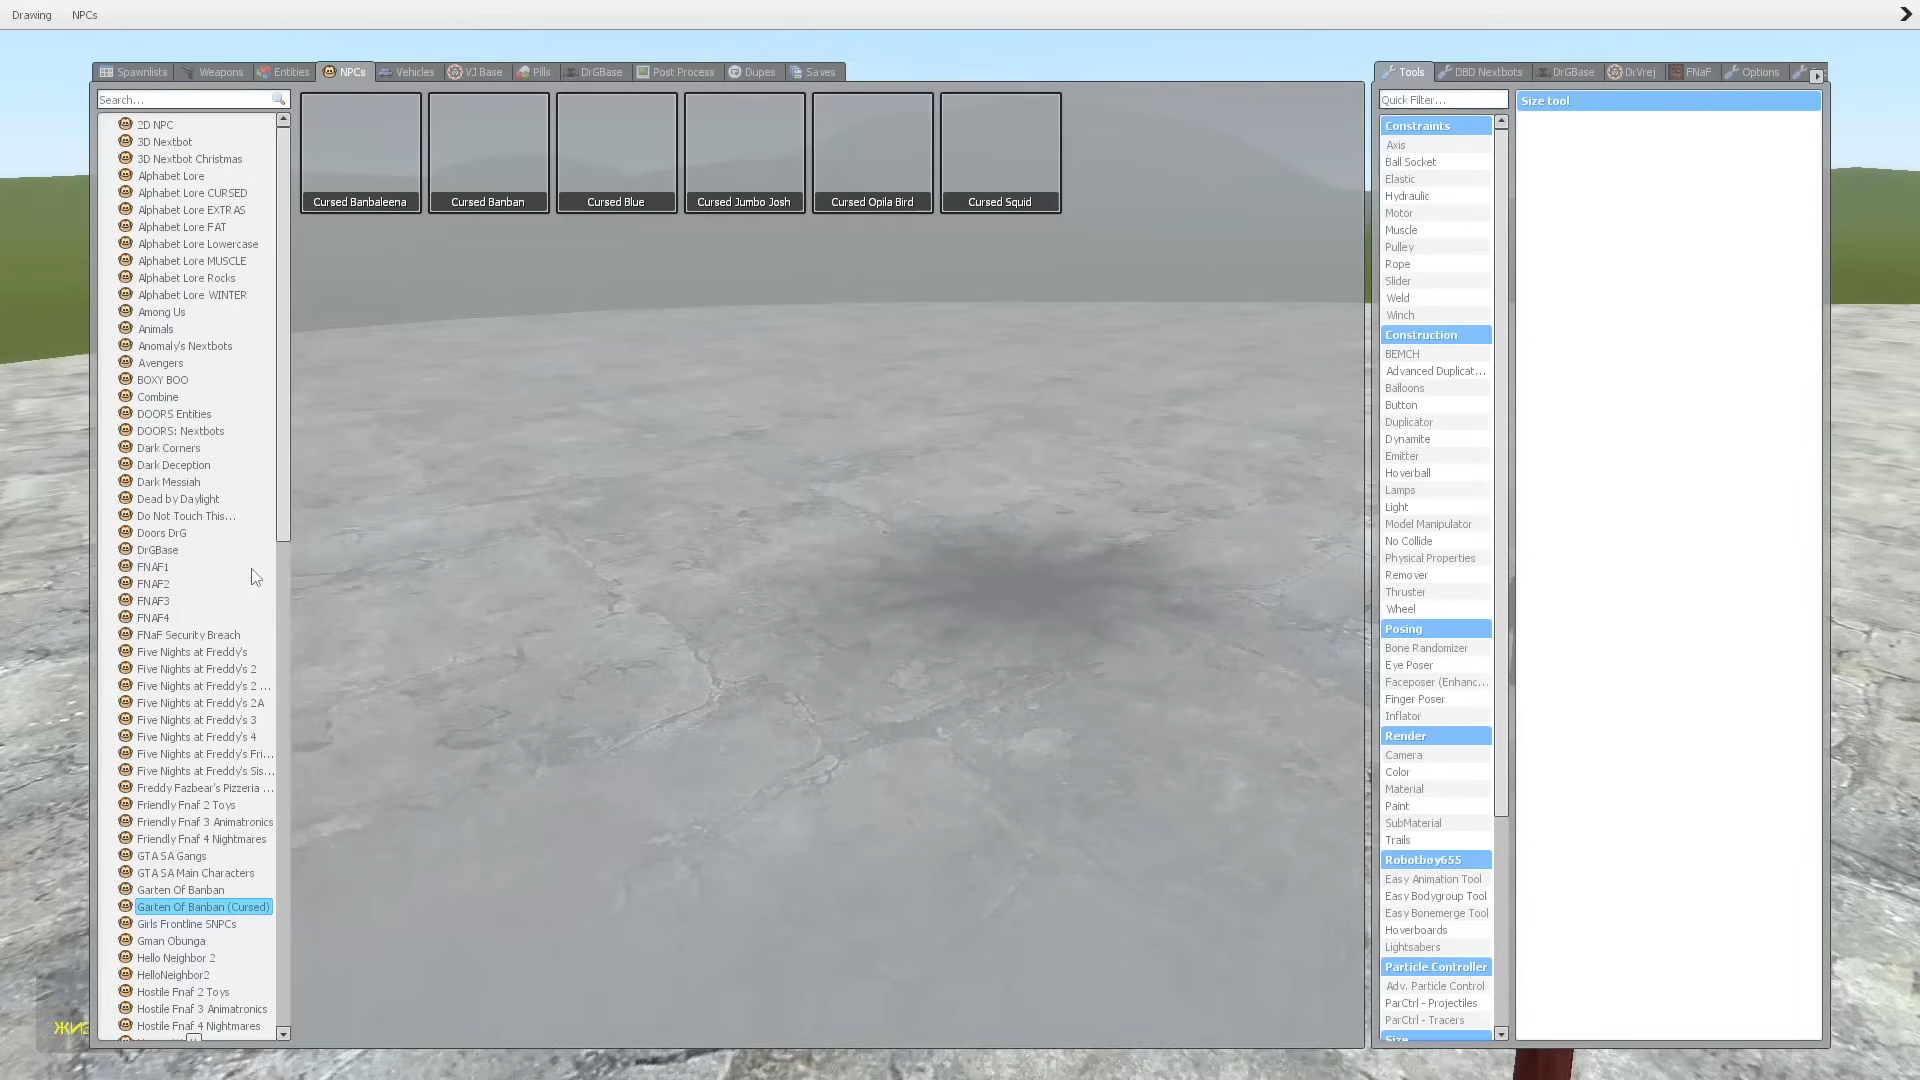 Drawing NPCs
Spawnlists Weapons Entities NPCs Vehicles VJ Base Pills DrGBase Post Process Dupes Saves
Search...
2D NPC
3D Nextbot
3D Nextbot Christmas
Alphabet Lore
Alphabet Lore CURSED
Alphabet Lore EXTRAS
Alphabet Lore FAT
Alphabet Lore Lowercase
Alphabet Lore MUSCLE
Alphabet Lore Rocks
Alphabet Lore WINTER
Among Us
Animals
Anomaly's Nextbots
Avengers
BOXY BOO
Combine
DOORS Entities
DOORS: Nextbots
Dark Corners
Dark Deception
Dark Messiah
Dead by Daylight
Do Not Touch This...
Doors DrG
DrGBase
FNAF1
FNAF2
FNAF3
FNAF4
FNaF Security Breach
Five Nights at Freddy's
Five Nights at Freddy's 2
Five Nights at Freddy's 2 ...
Five Nights at Freddy's 2A
Five Nights at Freddy's 3
Five Nights at Freddy's 4
Five Nights at Freddy's Fri...
Five Nights at Freddy's Sis...
Freddy Fazbear's Pizzeria ...
Friendly Fnaf 2 Toys
Friendly Fnaf 3 Animatronics
Friendly Fnaf 4 Nightmares
GTA SA Gangs
GTA SA Main Characters
Garten Of Banban
Garten Of Banban (Cursed)
Girls Frontline SNPCs
Gman Obunga
Hello Neighbor 2
HelloNeighbor2
Hostile Fnaf 2 Toys
Hostile Fnaf 3 Animatronics
Hostile Fnaf 4 Nightmares
Cursed Banbaleena
Cursed Banban
Cursed Blue
Cursed Jumbo Josh
Cursed Opila Bird
Cursed Squid
Tools DBD Nextbots DrGBase DrVrej FNaF Options
Quick Filter...
Constraints
Axis
Ball Socket
Elastic
Hydraulic
Motor
Muscle
Pulley
Rope
Slider
Weld
Winch
Construction
BEMCH
Advanced Duplicat...
Balloons
Button
Duplicator
Dynamite
Emitter
Hoverball
Lamps
Light
Model Manipulator
No Collide
Physical Properties
Remover
Thruster
Wheel
Posing
Bone Randomizer
Eye Poser
Faceposer (Enhanc...
Finger Poser
Inflator
Render
Camera
Color
Material
Paint
SubMaterial
Trails
Robotboy655
Easy Animation Tool
Easy Bodygroup Tool
Easy Bonemerge Tool
Hoverboards
Lightsabers
Particle Controller
Adv. Particle Control
ParCtrl - Projectiles
ParCtrl - Tracers
Size
Size tool